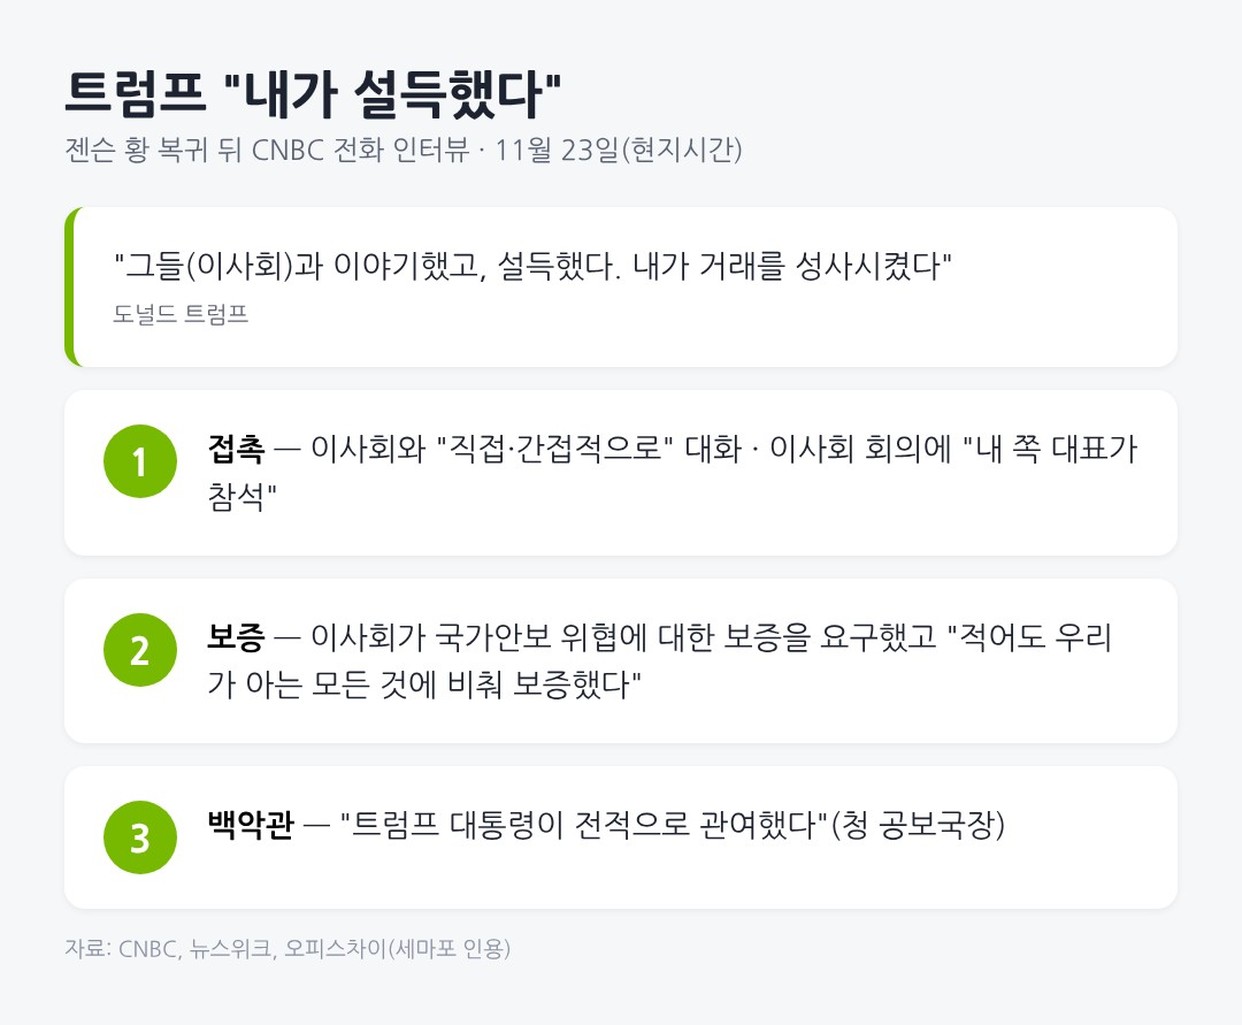 트럼프 "내가 설득했다"
젠슨 황 복귀 뒤 CNBC 전화 인터뷰 · 11월 23일(현지시간)
"그들(이사회)과 이야기했고, 설득했다. 내가 거래를 성사시켰다"
도널드 트럼프
1
접촉 — 이사회와 "직접·간접적으로" 대화 · 이사회 회의에 "내 쪽 대표가
참석"
2
보증 — 이사회가 국가안보 위협에 대한 보증을 요구했고 "적어도 우리
가 아는 모든 것에 비춰 보증했다"
3
백악관 — "트럼프 대통령이 전적으로 관여했다"(청 공보국장)
자료: CNBC, 뉴스위크, 오피스차이(세마포 인용)